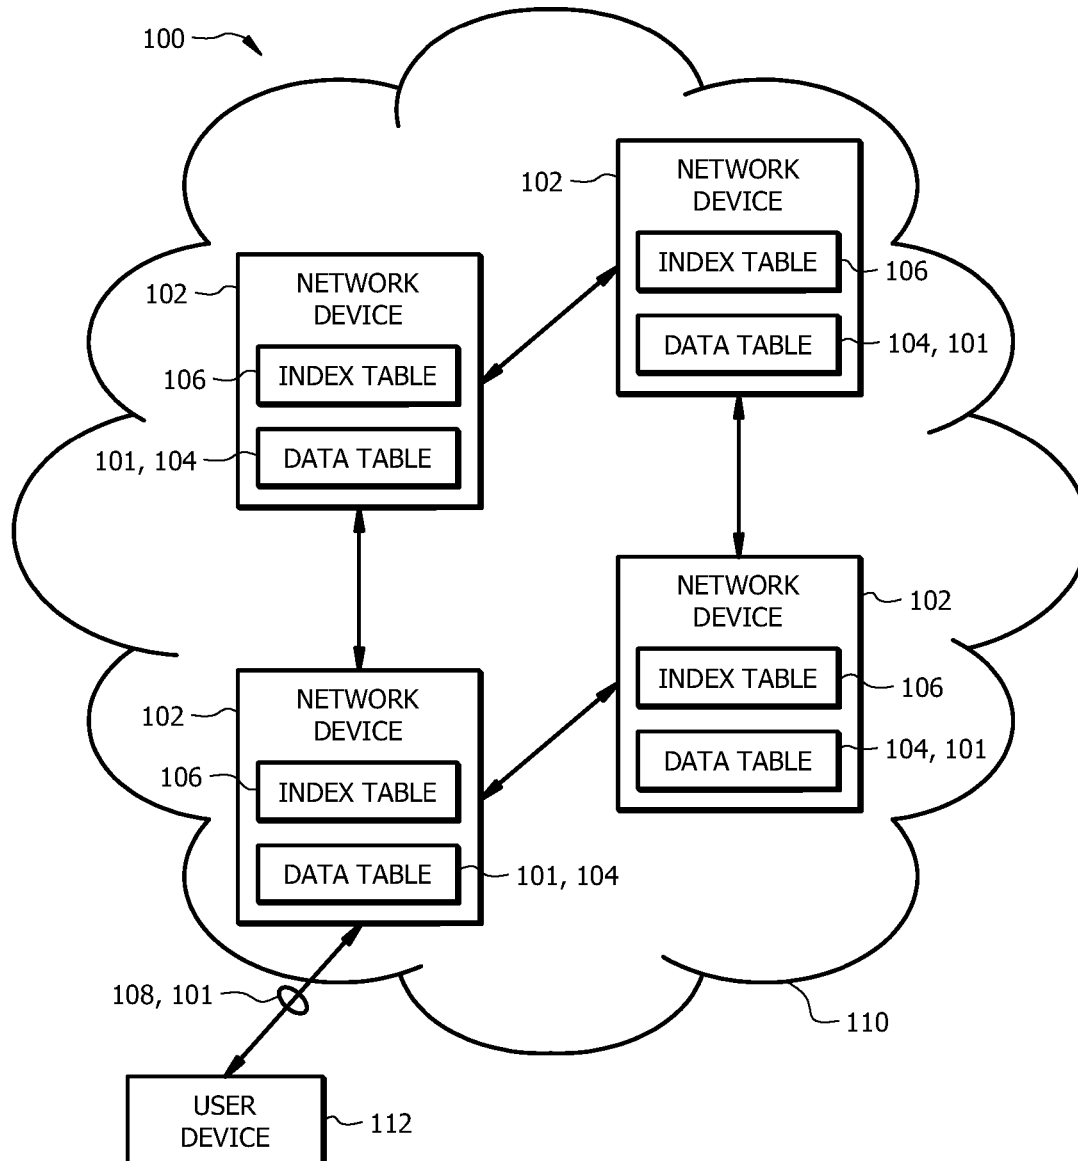 100
102
NETWORK
DEVICE
INDEX TABLE
106
DATA TABLE
104, 101
102
NETWORK
DEVICE
106
INDEX TABLE
101, 104
DATA TABLE
NETWORK
DEVICE
102
INDEX TABLE
106
DATA TABLE
104, 101
102
NETWORK
DEVICE
106
INDEX TABLE
DATA TABLE
101, 104
108, 101
110
USER
DEVICE
112